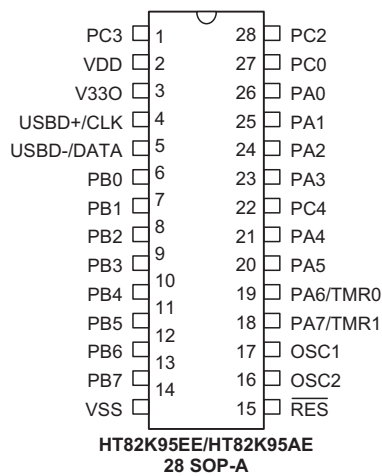 PC3 1 28 PC2
VDD 2 27 PC0
V33O 3 26 PA0
USBD+/CLK 4 25 PA1
USBD-/DATA 5 24 PA2
PB0 6 23 PA3
PB1 7 22 PC4
PB2 8 21 PA4
PB3 9 20 PA5
PB4 10 19 PA6/TMR0
PB5 11 18 PA7/TMR1
PB6 12 17 OSC1
PB7 13 16 OSC2
VSS 14 15 RES
HT82K95EE/HT82K95AE
28 SOP-A